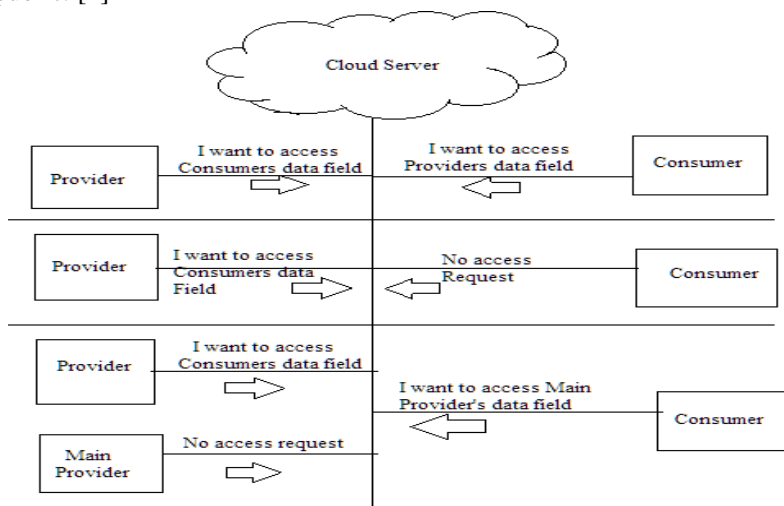 Cloud Server
I want to access
Consumers data field
I want to access
Providers data field
Provider
Consumer
I want to access
Consumers data
Field
No access
Request
Provider
Consumer
I want to access
Consumers data field
Provider
I want to access Main
Provider's data field
Consumer
No access request
Main
Provider